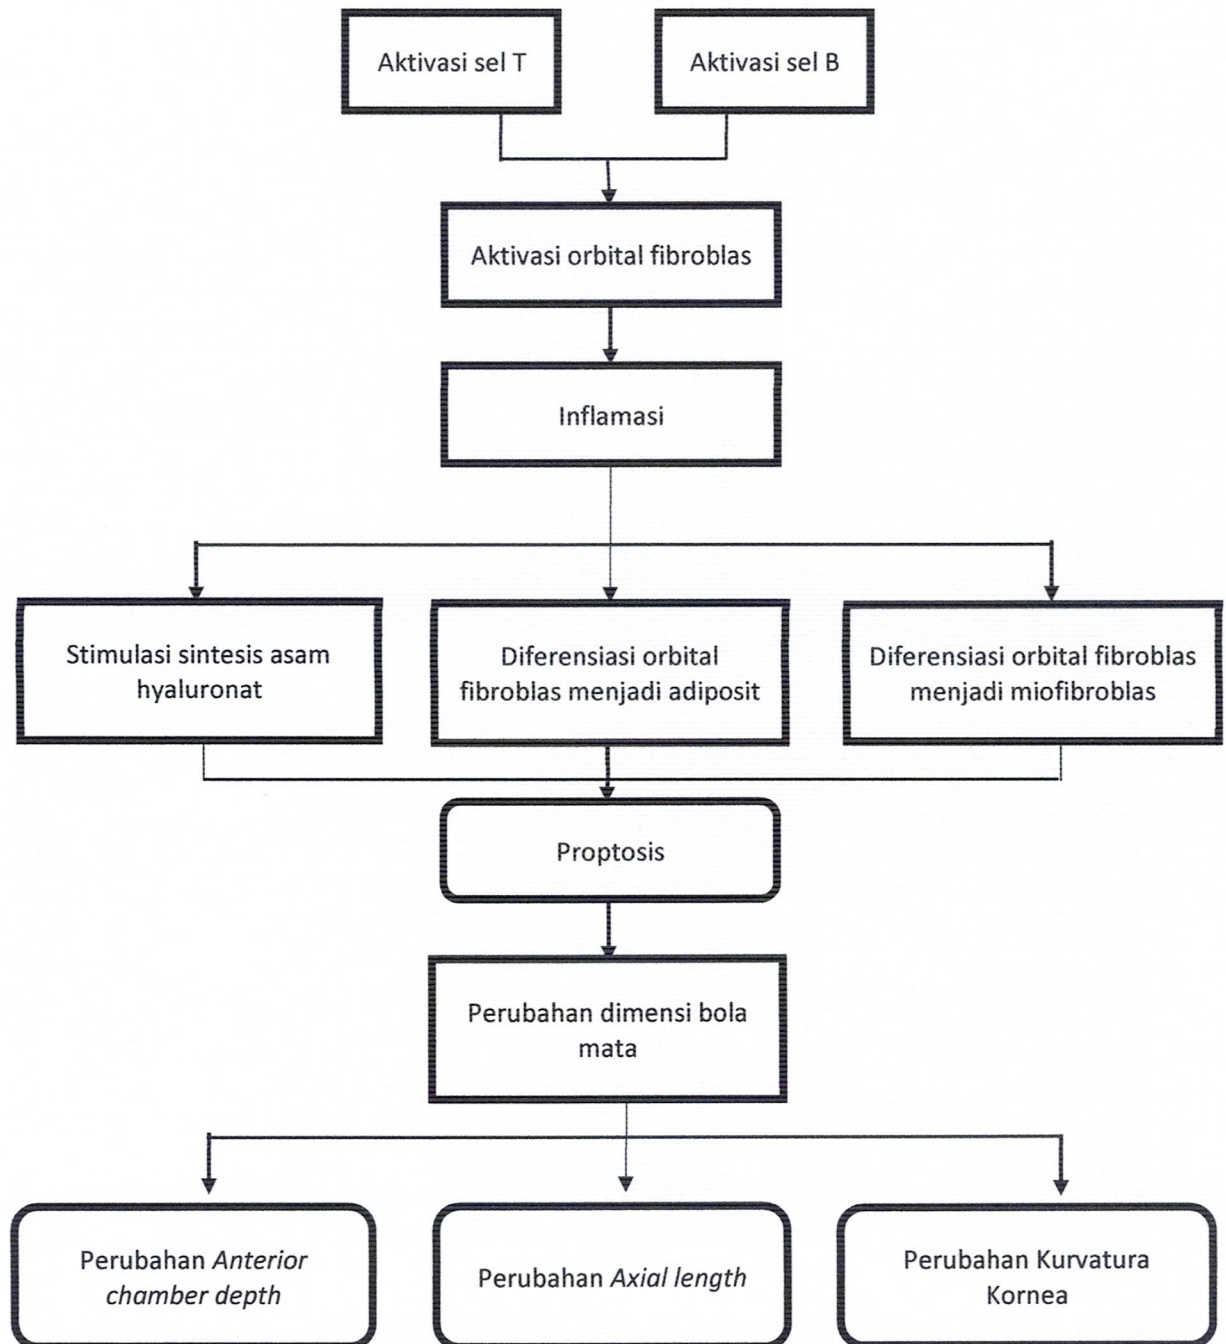 Aktivasi sel T
Aktivasi sel B
Aktivasi orbital fibroblas
Inflamasi
Stimulasi sintesis asam
hyaluronat
Diferensiasi orbital
fibroblas menjadi adiposit
Diferensiasi orbital fibroblas
menjadi miofibroblas
Proptosis
Perubahan dimensi bola
mata
Perubahan Anterior
chamber depth
Perubahan Axial length
Perubahan Kurvatura
Kornea